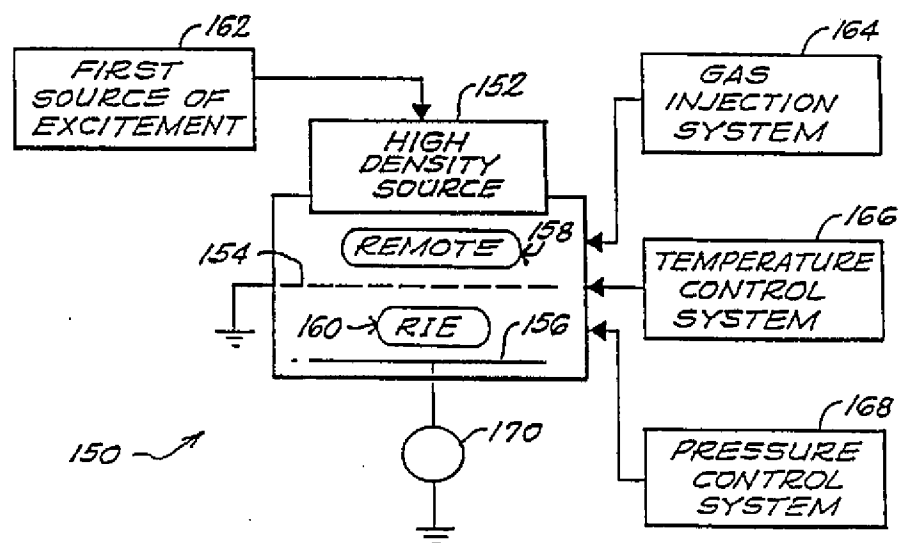 162
FIRST
SOURCE OF
EXCITEMENT
152
HIGH
DENSITY
SOURCE
164
GAS
INJECTION
SYSTEM
158
REMOTE
154
166
TEMPERATURE
CONTROL
SYSTEM
160
RIE
156
168
PRESSURE
CONTROL
SYSTEM
170
150